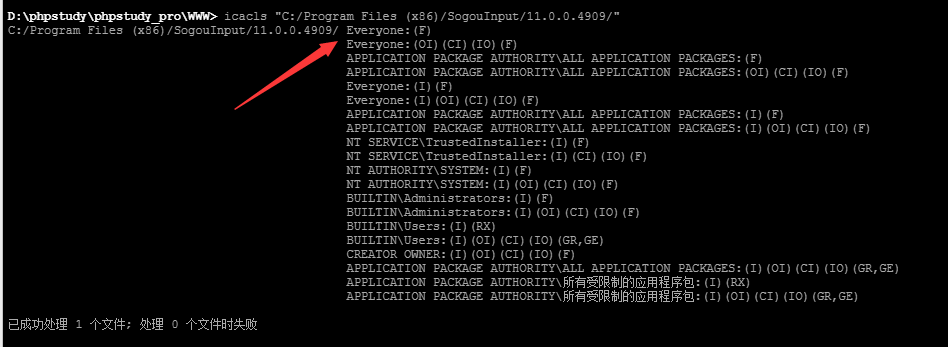 D:\phpstudy\phpstudy_pro\WWW> icacls "C:/Program Files (x86)/SogouInput/11.0.0.4909/"
C:/Program Files (x86)/SogouInput/11.0.0.4909/ Everyone:(F)
Everyone:(OI)(CI)(IO)(F)
APPLICATION PACKAGE AUTHORITY\ALL APPLICATION PACKAGES:(F)
APPLICATION PACKAGE AUTHORITY\ALL APPLICATION PACKAGES:(OI)(CI)(IO)(F)
Everyone:(I)(F)
Everyone:(I)(OI)(CI)(IO)(F)
APPLICATION PACKAGE AUTHORITY\ALL APPLICATION PACKAGES:(I)(F)
APPLICATION PACKAGE AUTHORITY\ALL APPLICATION PACKAGES:(I)(OI)(CI)(IO)(F)
NT SERVICE\TrustedInstaller:(I)(F)
NT SERVICE\TrustedInstaller:(I)(CI)(IO)(F)
NT AUTHORITY\SYSTEM:(I)(F)
NT AUTHORITY\SYSTEM:(I)(OI)(CI)(IO)(F)
BUILTIN\Administrators:(I)(F)
BUILTIN\Administrators:(I)(OI)(CI)(IO)(F)
BUILTIN\Users:(I)(RX)
BUILTIN\Users:(I)(OI)(CI)(IO)(GR,GE)
CREATOR OWNER:(I)(OI)(CI)(IO)(F)
APPLICATION PACKAGE AUTHORITY\ALL APPLICATION PACKAGES:(I)(OI)(CI)(IO)(GR,GE)
APPLICATION PACKAGE AUTHORITY\所有受限制的应用程序包:(I)(RX)
APPLICATION PACKAGE AUTHORITY\所有受限制的应用程序包:(I)(OI)(CI)(IO)(GR,GE)
已成功处理 1 个文件; 处理 0 个文件时失败